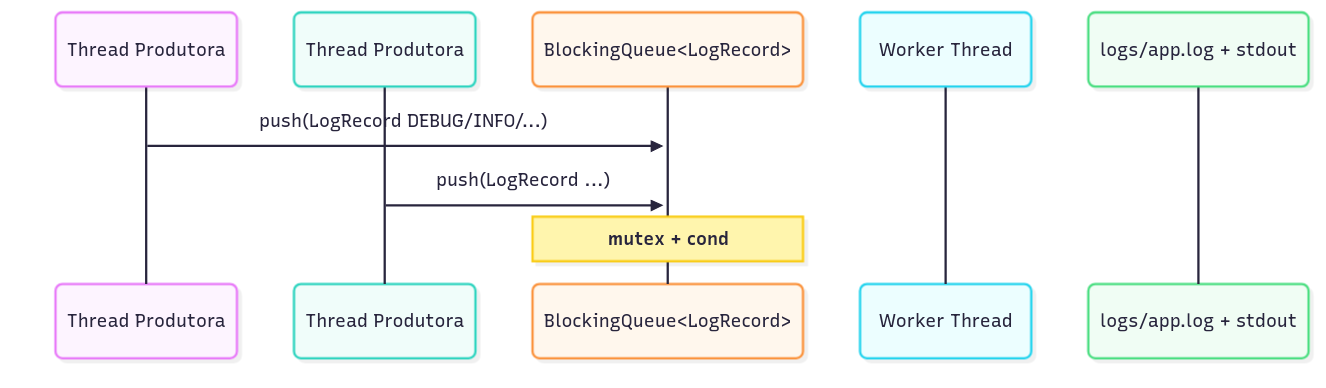 Thread Produtora
Thread Produtora
BlockingQueue<LogRecord>
Worker Thread
logs/app.log + stdout
push(LogRecord DEBUG/INFO/...)
push(LogRecord ...)
mutex + cond
Thread Produtora
Thread Produtora
BlockingQueue<LogRecord>
Worker Thread
logs/app.log + stdout